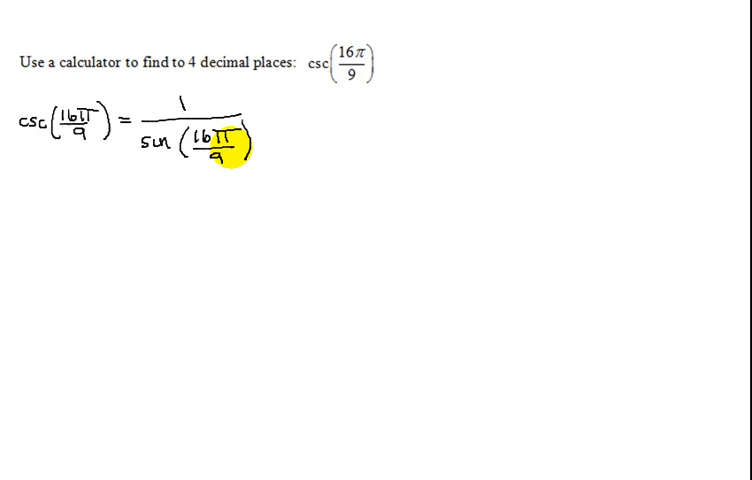 Use a calculator to find to 4 decimal places: csc(16π/9)
csc(16π/9) = 1/sin(16π/9)